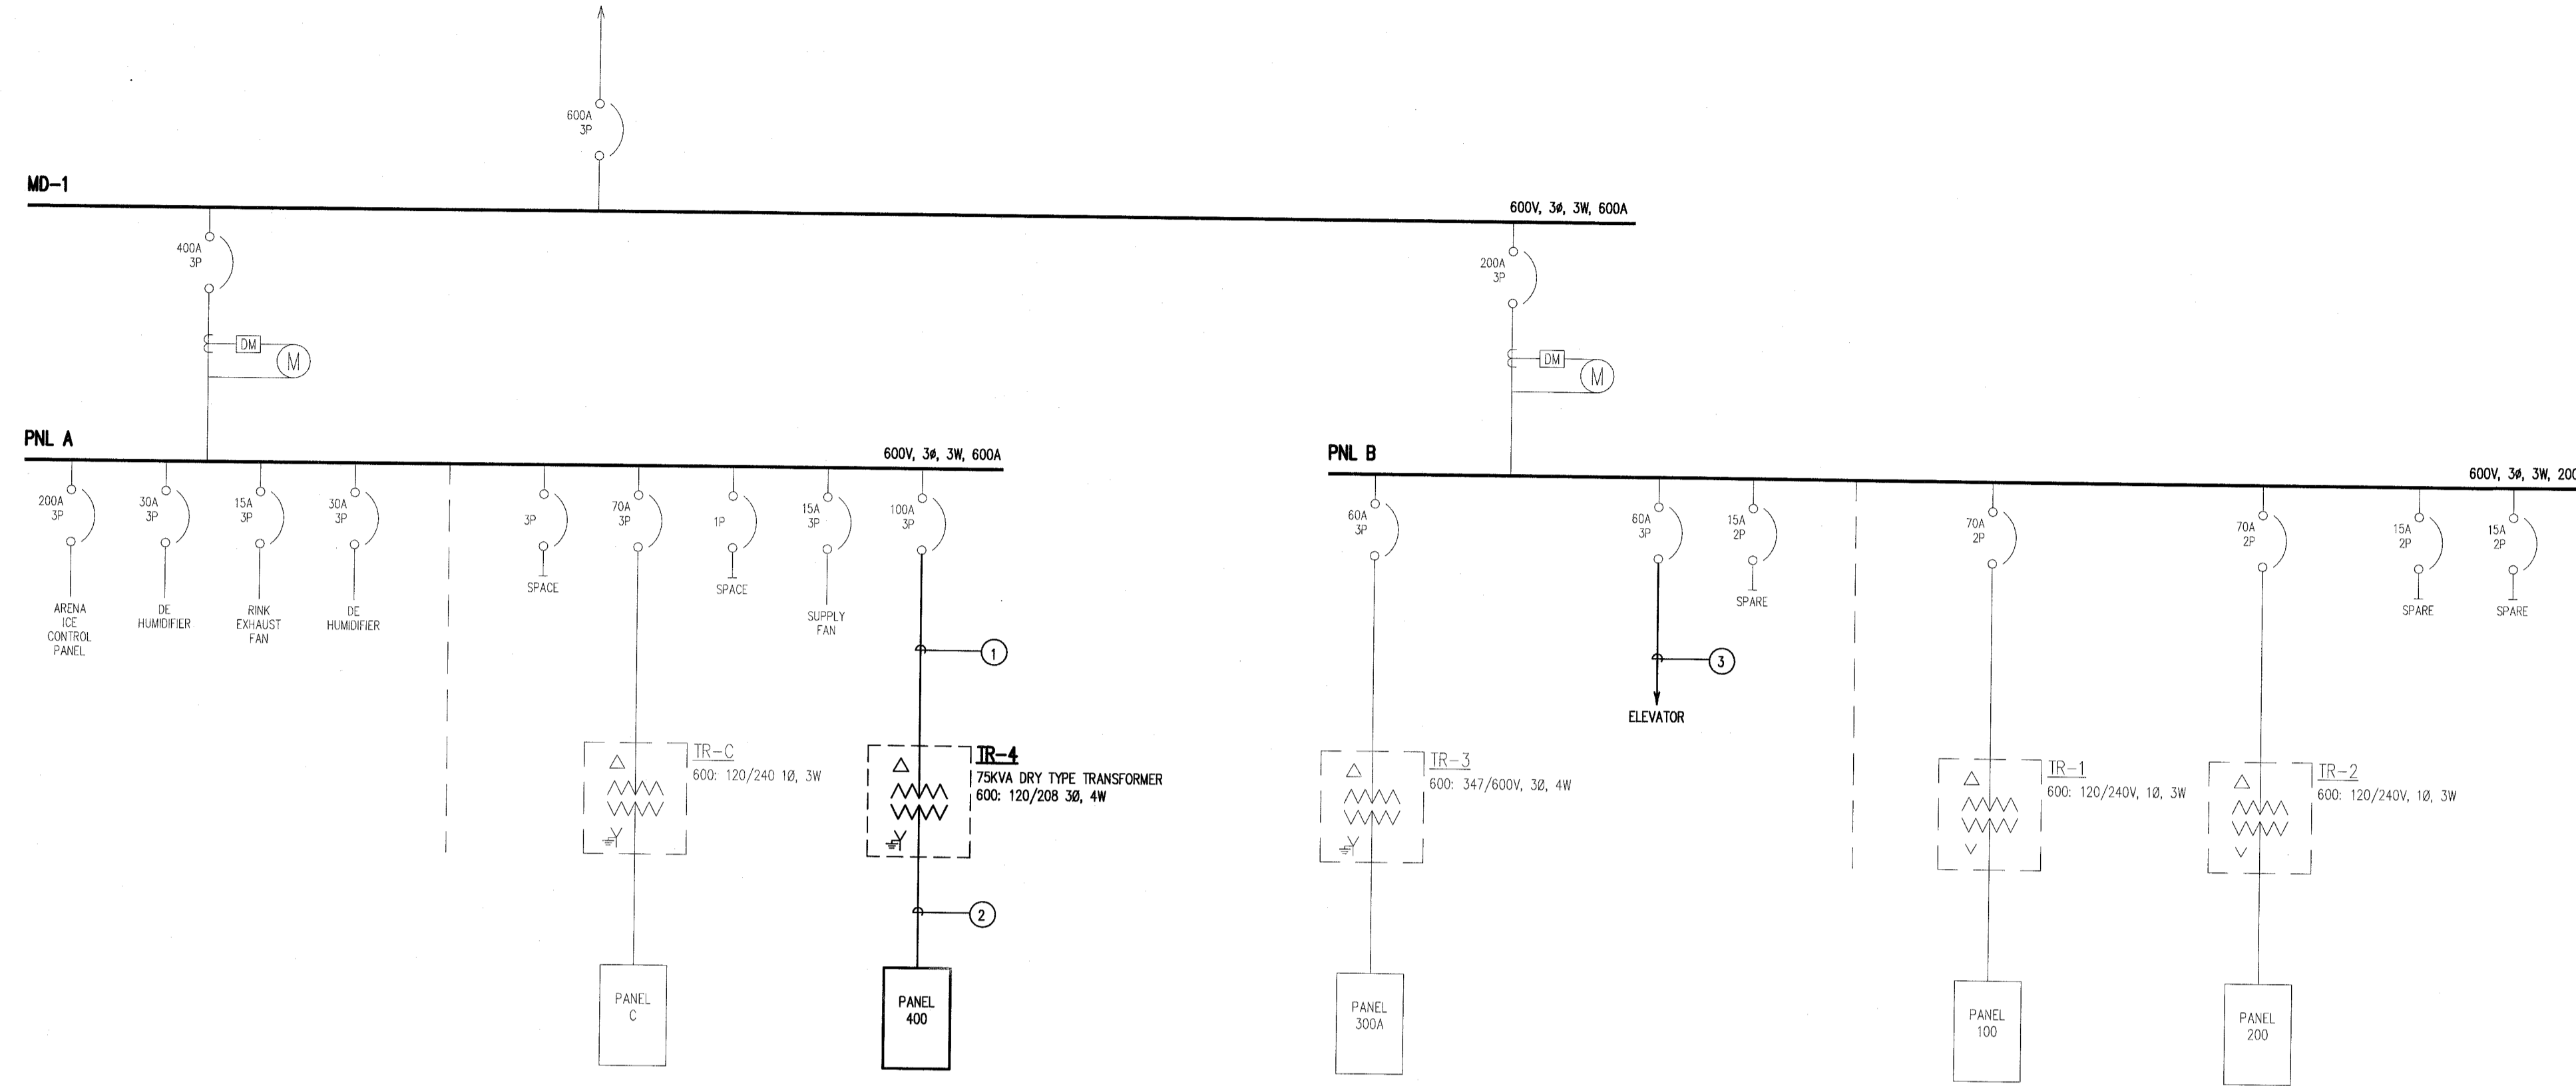 600A
3P
MD-1
600V, 3ø, 3W, 600A
400A
3P
200A
3P
DM
M
DM
M
PNL A
600V, 3ø, 3W, 600A
200A
3P
30A
3P
15A
3P
30A
3P
3P
70A
3P
1P
15A
3P
100A
3P
ARENA
ICE
CONTROL
PANEL
DE
HUMIDIFIER
RINK
EXHAUST
FAN
DE
HUMIDIFIER
SPACE
SPACE
SUPPLY
FAN
1
TR-C
600: 120/240 1Ø, 3W
TR-4
75KVA DRY TYPE TRANSFORMER
600: 120/208 3Ø, 4W
2
PANEL
C
PANEL
400
PNL B
600V, 3ø, 3W, 200
60A
3P
60A
3P
15A
2P
70A
2P
70A
2P
15A
2P
15A
2P
SPARE
SPARE
SPARE
3
ELEVATOR
TR-3
600: 347/600V, 3Ø, 4W
TR-1
600: 120/240V, 1Ø, 3W
TR-2
600: 120/240V, 1Ø, 3W
PANEL
300A
PANEL
100
PANEL
200